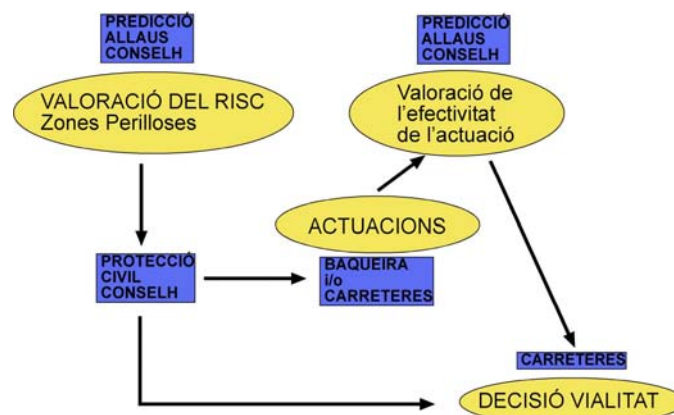 PREDICCIÓ
ALLAUS
CONSELH
VALORACIÓ DEL RISC
Zones Perilloses
PREDICCIÓ
ALLAUS
CONSELH
Valoració de
l'efectivitat
de l'actuació
ACTUACIONS
PROTECCIÓ
CIVIL
CONSELH
BAQUEIRA
i/o
CARRETERES
CARRETERES
DECISIÓ VIALITAT